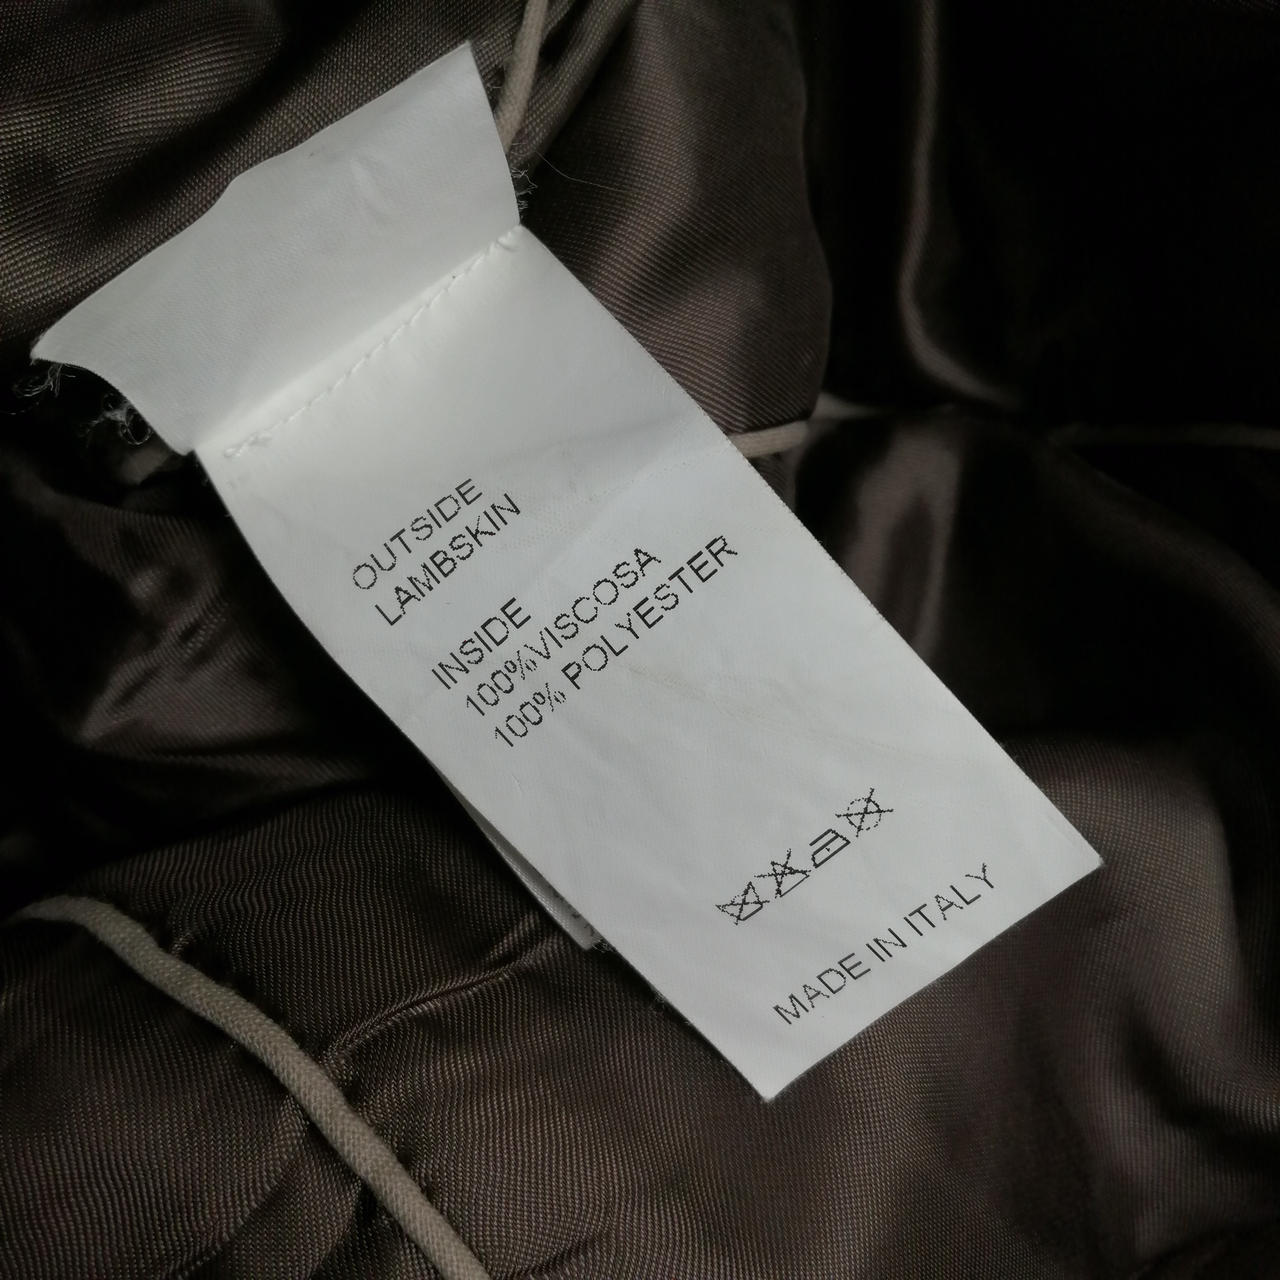 OUTSIDE
LAMBSKIN
INSIDE
100%VISCOSA
100% POLYESTER
MADE IN ITALY